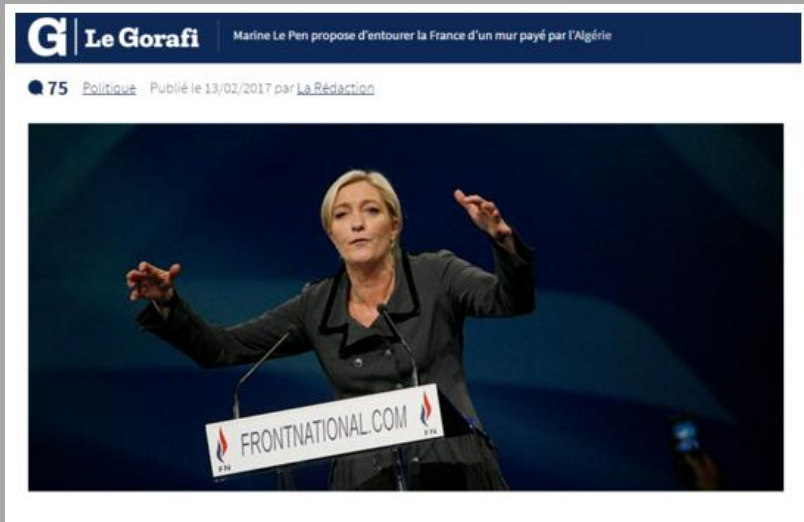 G Le Gorafi
Marine Le Pen propose d'entourer la France d'un mur payé par l'Algérie
75 Politique Publié le 13/02/2017 par La Rédaction
FRONTNATIONAL.COM
FN
FN